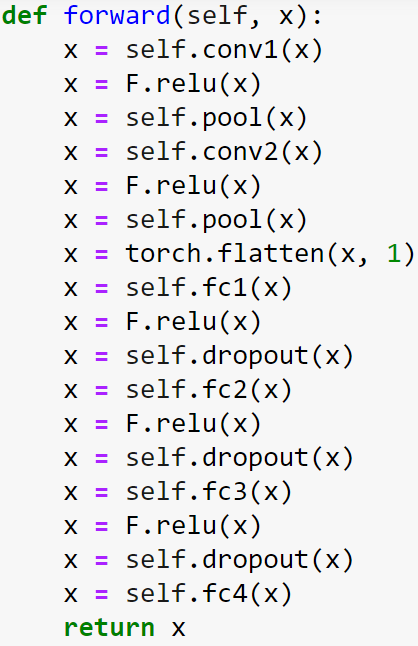 def forward(self, x):
    x = self.conv1(x)
    x = F.relu(x)
    x = self.pool(x)
    x = self.conv2(x)
    x = F.relu(x)
    x = self.pool(x)
    x = torch.flatten(x, 1)
    x = self.fc1(x)
    x = F.relu(x)
    x = self.dropout(x)
    x = self.fc2(x)
    x = F.relu(x)
    x = self.dropout(x)
    x = self.fc3(x)
    x = F.relu(x)
    x = self.dropout(x)
    x = self.fc4(x)
    return x